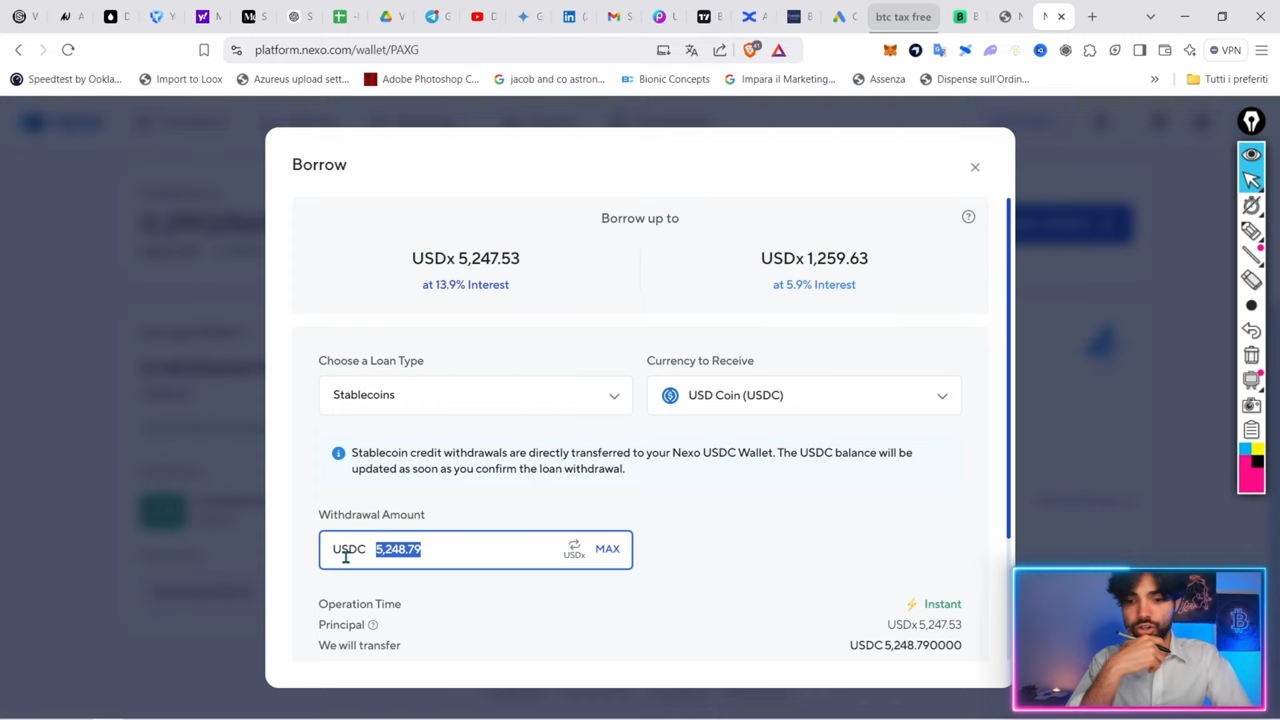 btc tax free
platform.nexo.com/wallet/PAXG
VPN
Speedtest by Ookla...
Import to Loox
Azureus upload sett...
Adobe Photoshop C...
jacob and co astron...
Bionic Concepts
Impara il Marketing...
Assenza
Dispense sull'Ordin...
Tutti i preferiti
Borrow
Borrow up to
USDx 5,247.53
USDx 1,259.63
at 13.9% Interest
at 5.9% Interest
Choose a Loan Type
Currency to Receive
Stablecoins
USD Coin (USDC)
Stablecoin credit withdrawals are directly transferred to your Nexo USDC Wallet. The USDC balance will be
updated as soon as you confirm the loan withdrawal.
Withdrawal Amount
USDC 5,248.79
USDx
MAX
Operation Time
Instant
Principal
USDx 5,247.53
We will transfer
USDC 5,248.790000